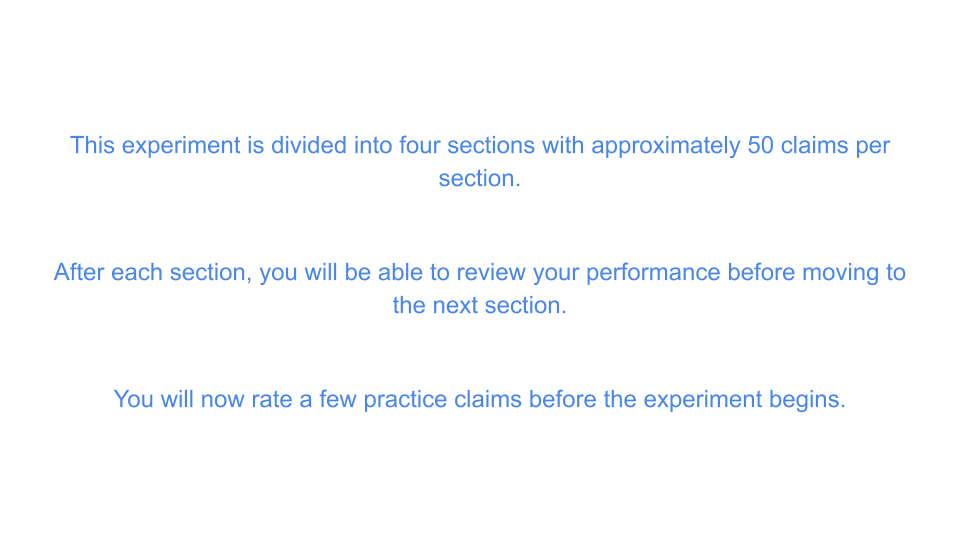 This experiment is divided into four sections with approximately 50 claims per
section.
After each section, you will be able to review your performance before moving to
the next section.
You will now rate a few practice claims before the experiment begins.